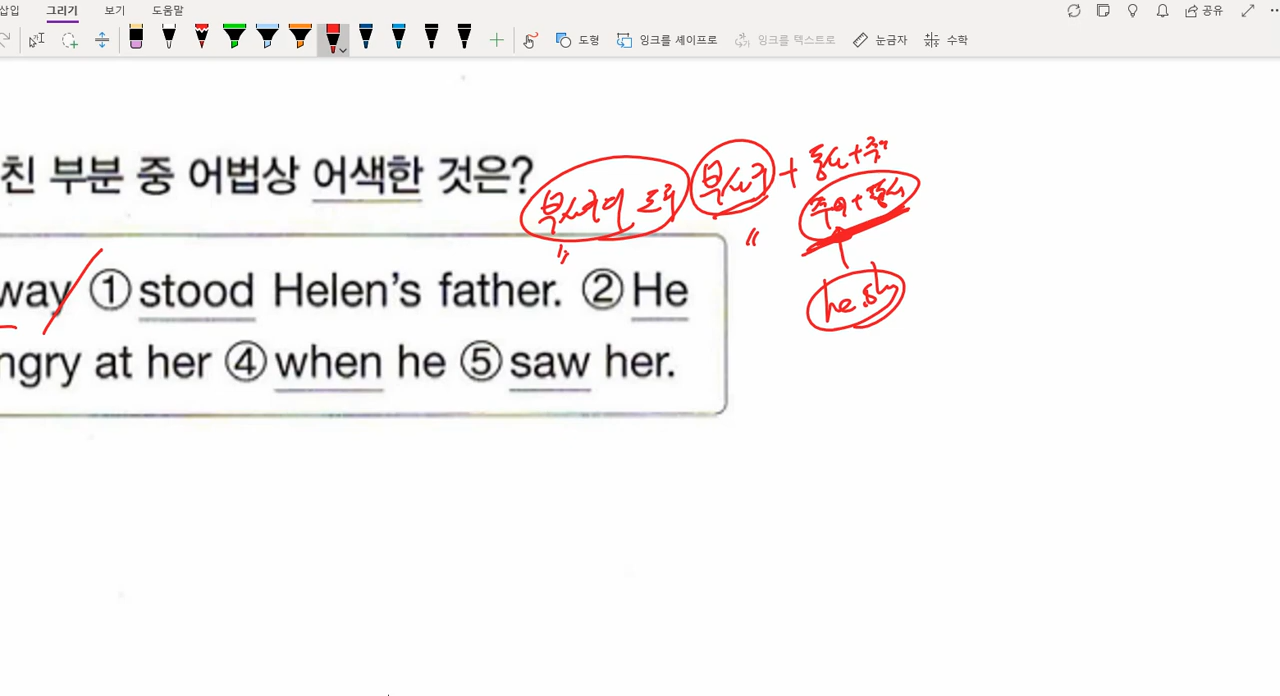 삽입 그리기 보기 도움말 공유
도형 잉크를 셰이프로 잉크를 텍스트로 눈금자 수학
친 부분 중 어법상 어색한 것은?
부사어 도치 부사구 + 동사+주어
주어+동사
he.she
way ① stood Helen's father. ② He
ngry at her ④ when he ⑤ saw her.